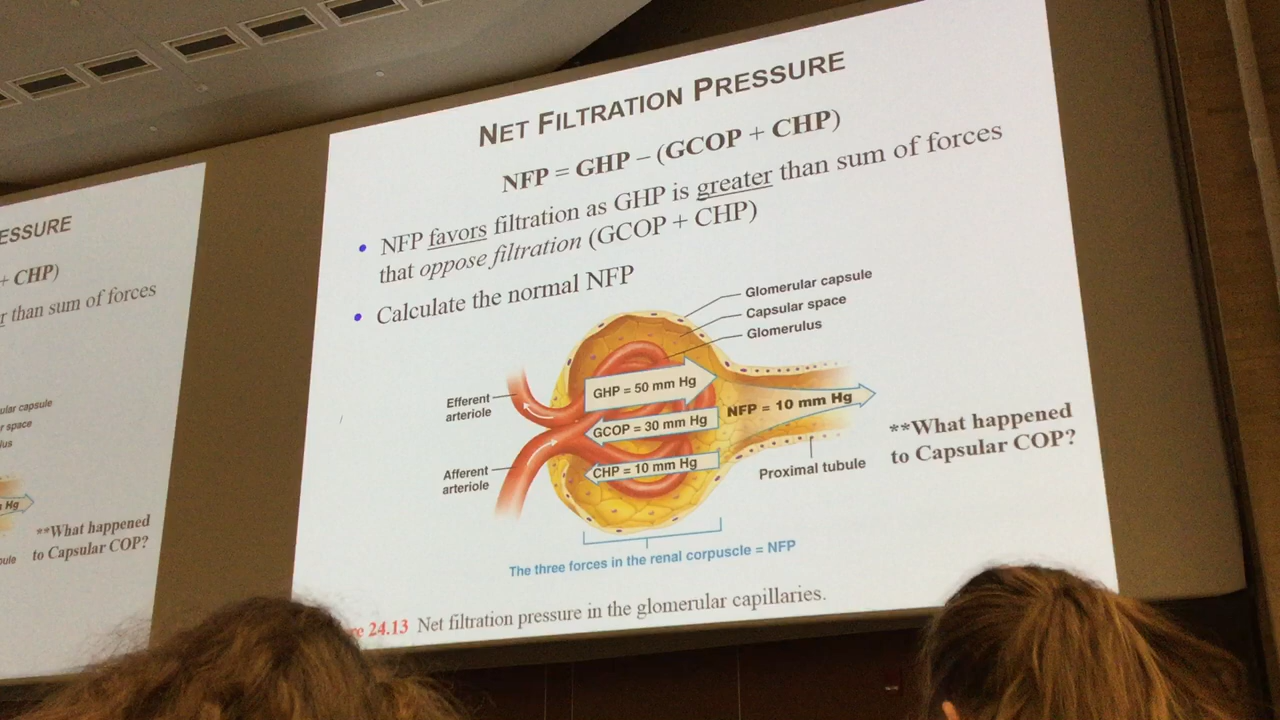 ESSURE
+ CHP)
r than sum of forces
ular capsule
r space
lus
Hg
**What happened
to Capsular COP?
bule
NET FILTRATION PRESSURE
NFP = GHP – (GCOP + CHP)
• NFP favors filtration as GHP is greater than sum of forces
that oppose filtration (GCOP + CHP)
• Calculate the normal NFP
Glomerular capsule
Capsular space
Glomerulus
Efferent
arteriole
GHP = 50 mm Hg
GCOP = 30 mm Hg
NFP = 10 mm Hg
Afferent
arteriole
CHP = 10 mm Hg
Proximal tubule
**What happened
to Capsular COP?
The three forces in the renal corpuscle = NFP
re 24.13 Net filtration pressure in the glomerular capillaries.